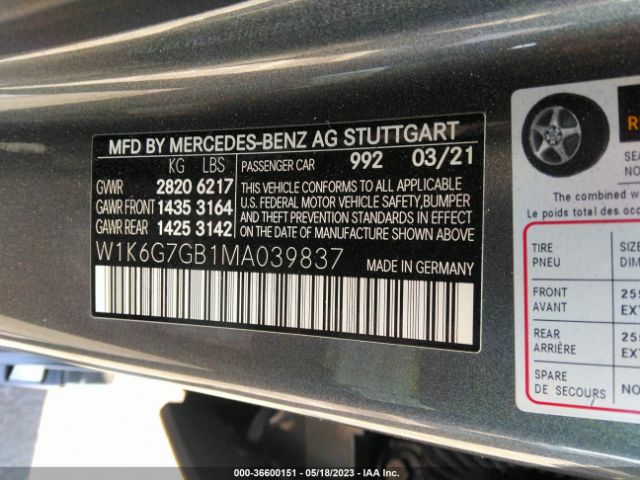 MFD BY MERCEDES-BENZ AG STUTTGART
KG LBS
PASSENGER CAR 992 03/21
GVWR 2820 6217
GAWR FRONT 1435 3164
GAWR REAR 1425 3142
THIS VEHICLE CONFORMS TO ALL APPLICABLE
U.S. FEDERAL MOTOR VEHICLE SAFETY,BUMPER
AND THEFT PREVENTION STANDARDS IN EFFECT
ON THE DATE OF MANUFACTURE SHOWN ABOVE
W1K6G7GB1MA039837
MADE IN GERMANY
The combined w
Le poids total des occ
TIRE
PNEU
FRONT
AVANT
REAR
ARRIÈRE
SPARE
DE SECOURS
NO
000-36600151 | 05/18/2023 | IAA Inc.